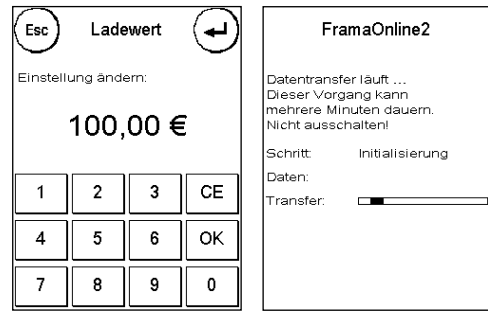 Esc Ladewert
Einstellung ändern:
100,00 €
1 2 3 CE
4 5 6 OK
7 8 9 0
FramaOnline2
Datentransfer läuft ...
Dieser Vorgang kann
mehrere Minuten dauern.
Nicht ausschalten!
Schritt: Initialisierung
Daten:
Transfer: